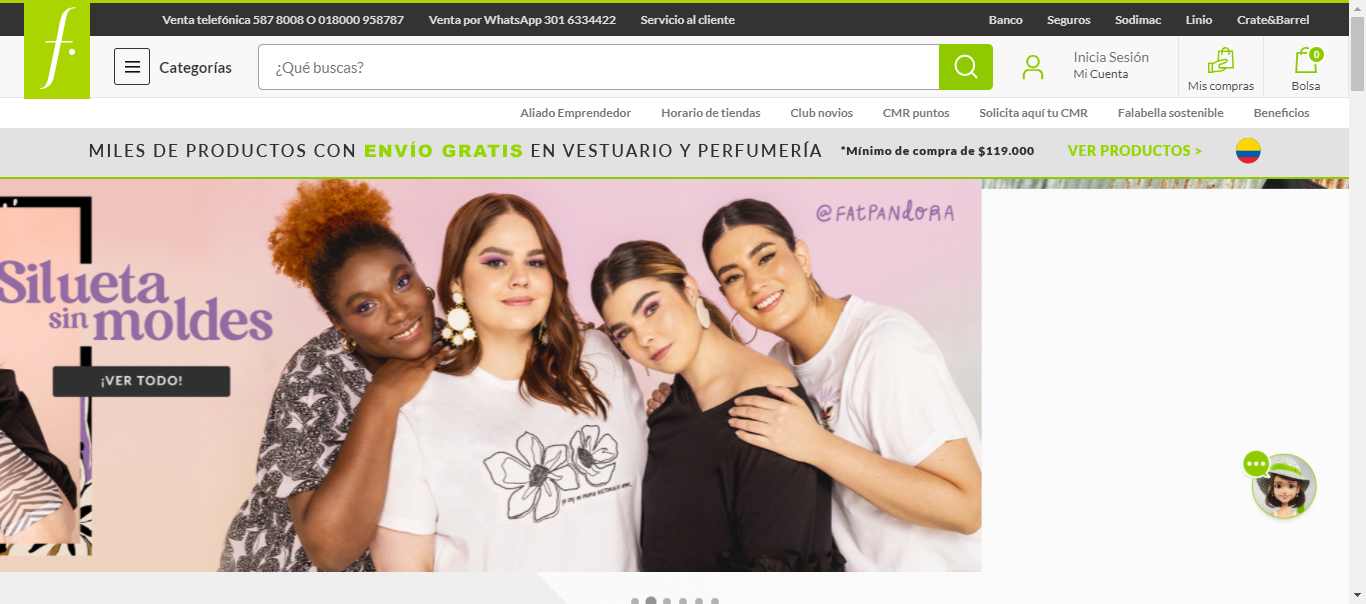 Venta telefónica 587 8008 O 018000 958787 Venta por WhatsApp 301 6334422 Servicio al cliente Banco Seguros Sodimac Linio Crate&Barrel
f.
Categorías ¿Qué buscas? Inicia Sesión
Mi Cuenta
Mis compras
0
Bolsa
Aliado Emprendedor Horario de tiendas Club novios CMR puntos Solicita aquí tu CMR Falabella sostenible Beneficios
MILES DE PRODUCTOS CON ENVÍO GRATIS EN VESTUARIO Y PERFUMERÍA *Mínimo de compra de $119.000 VER PRODUCTOS >
@FATPANDORA
Silueta
sin moldes
¡VER TODO!